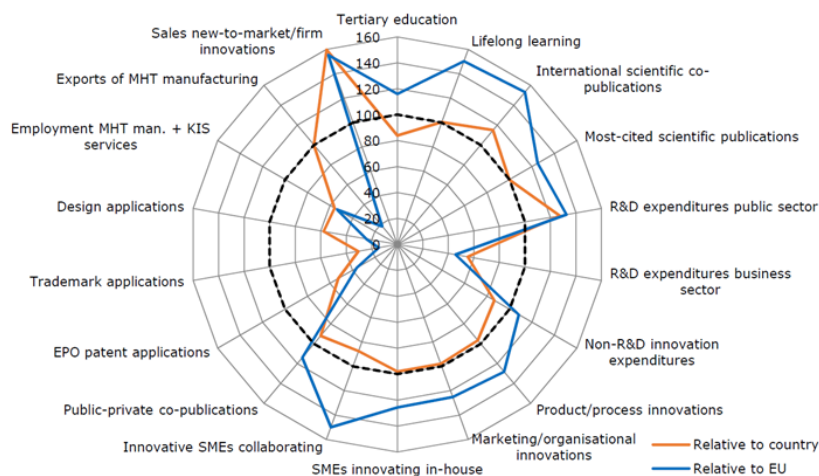 Tertiary education
Sales new-to-market/firm
innovations
Lifelong learning
Exports of MHT manufacturing
International scientific co-
publications
Employment MHT man. + KIS
services
Most-cited scientific publications
Design applications
R&D expenditures public sector
Trademark applications
R&D expenditures business
sector
EPO patent applications
Non-R&D innovation
expenditures
Public-private co-publications
Product/process innovations
Innovative SMEs collaborating
Marketing/organisational
innovations
SMEs innovating in-house
160
140
120
100
80
60
40
20
0
Relative to country
Relative to EU